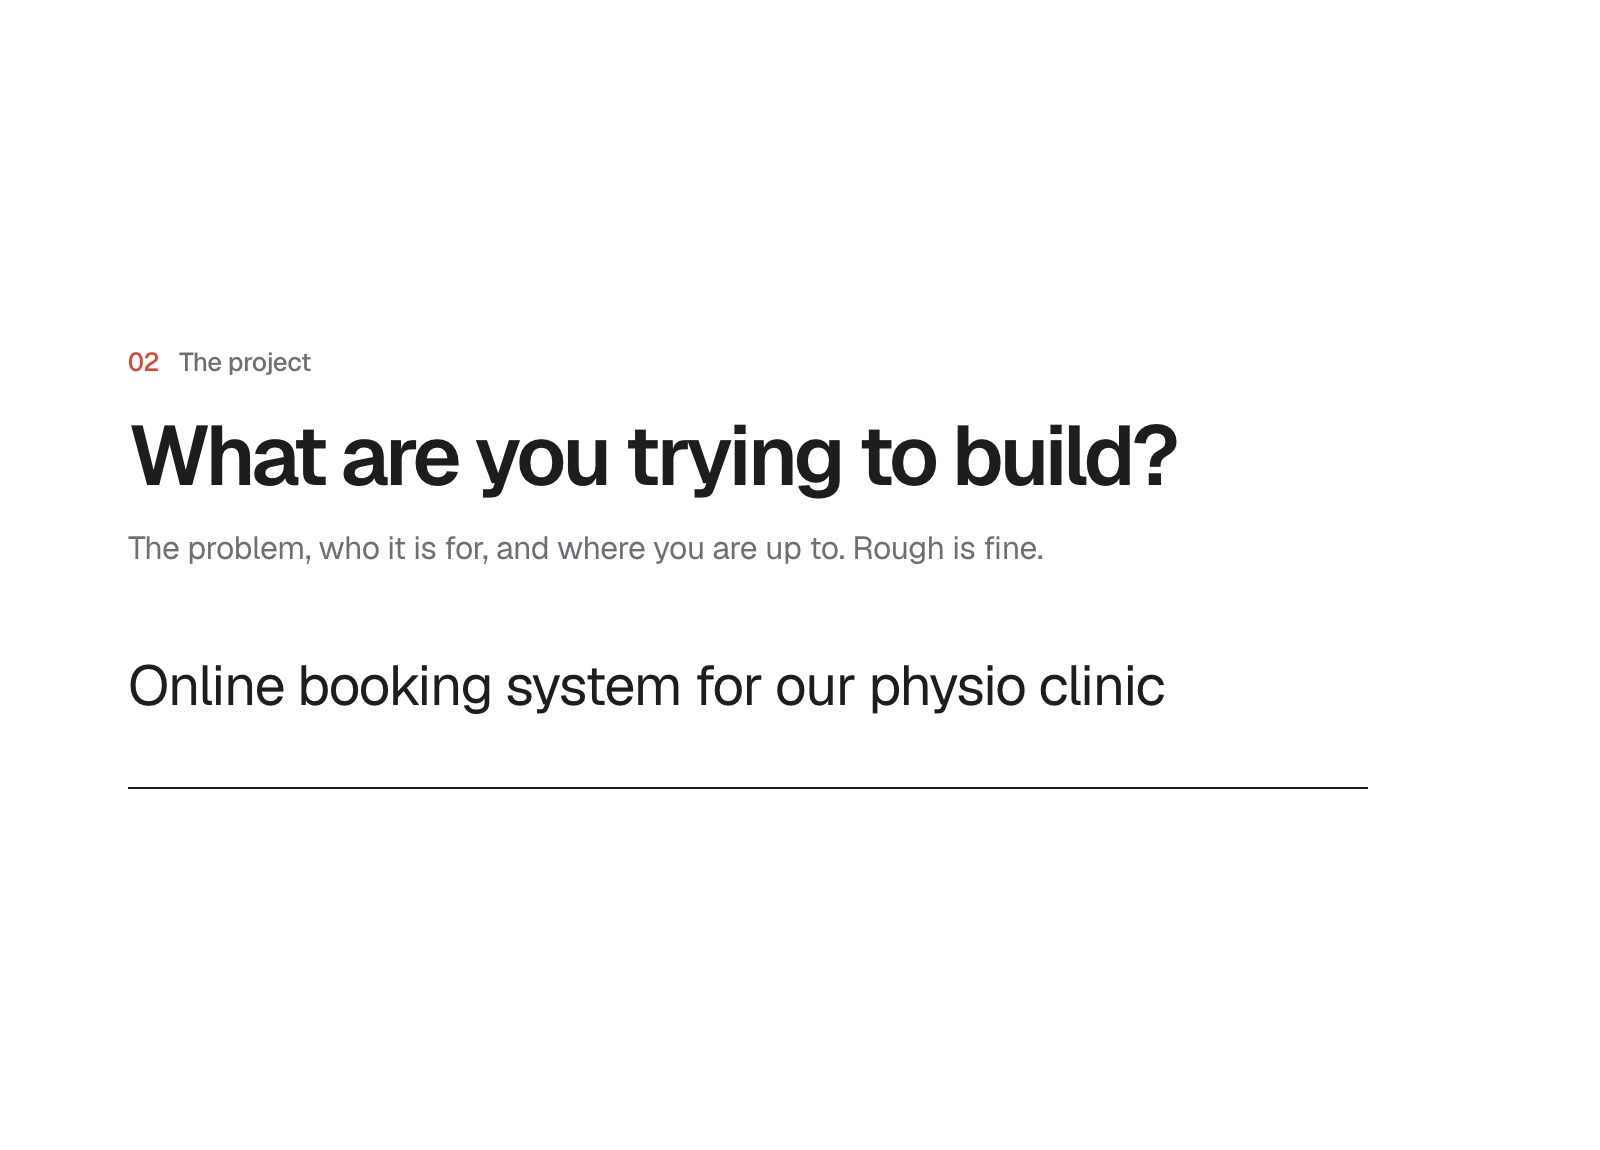 02 The project
What are you trying to build?
The problem, who it is for, and where you are up to. Rough is fine.
Online booking system for our physio clinic